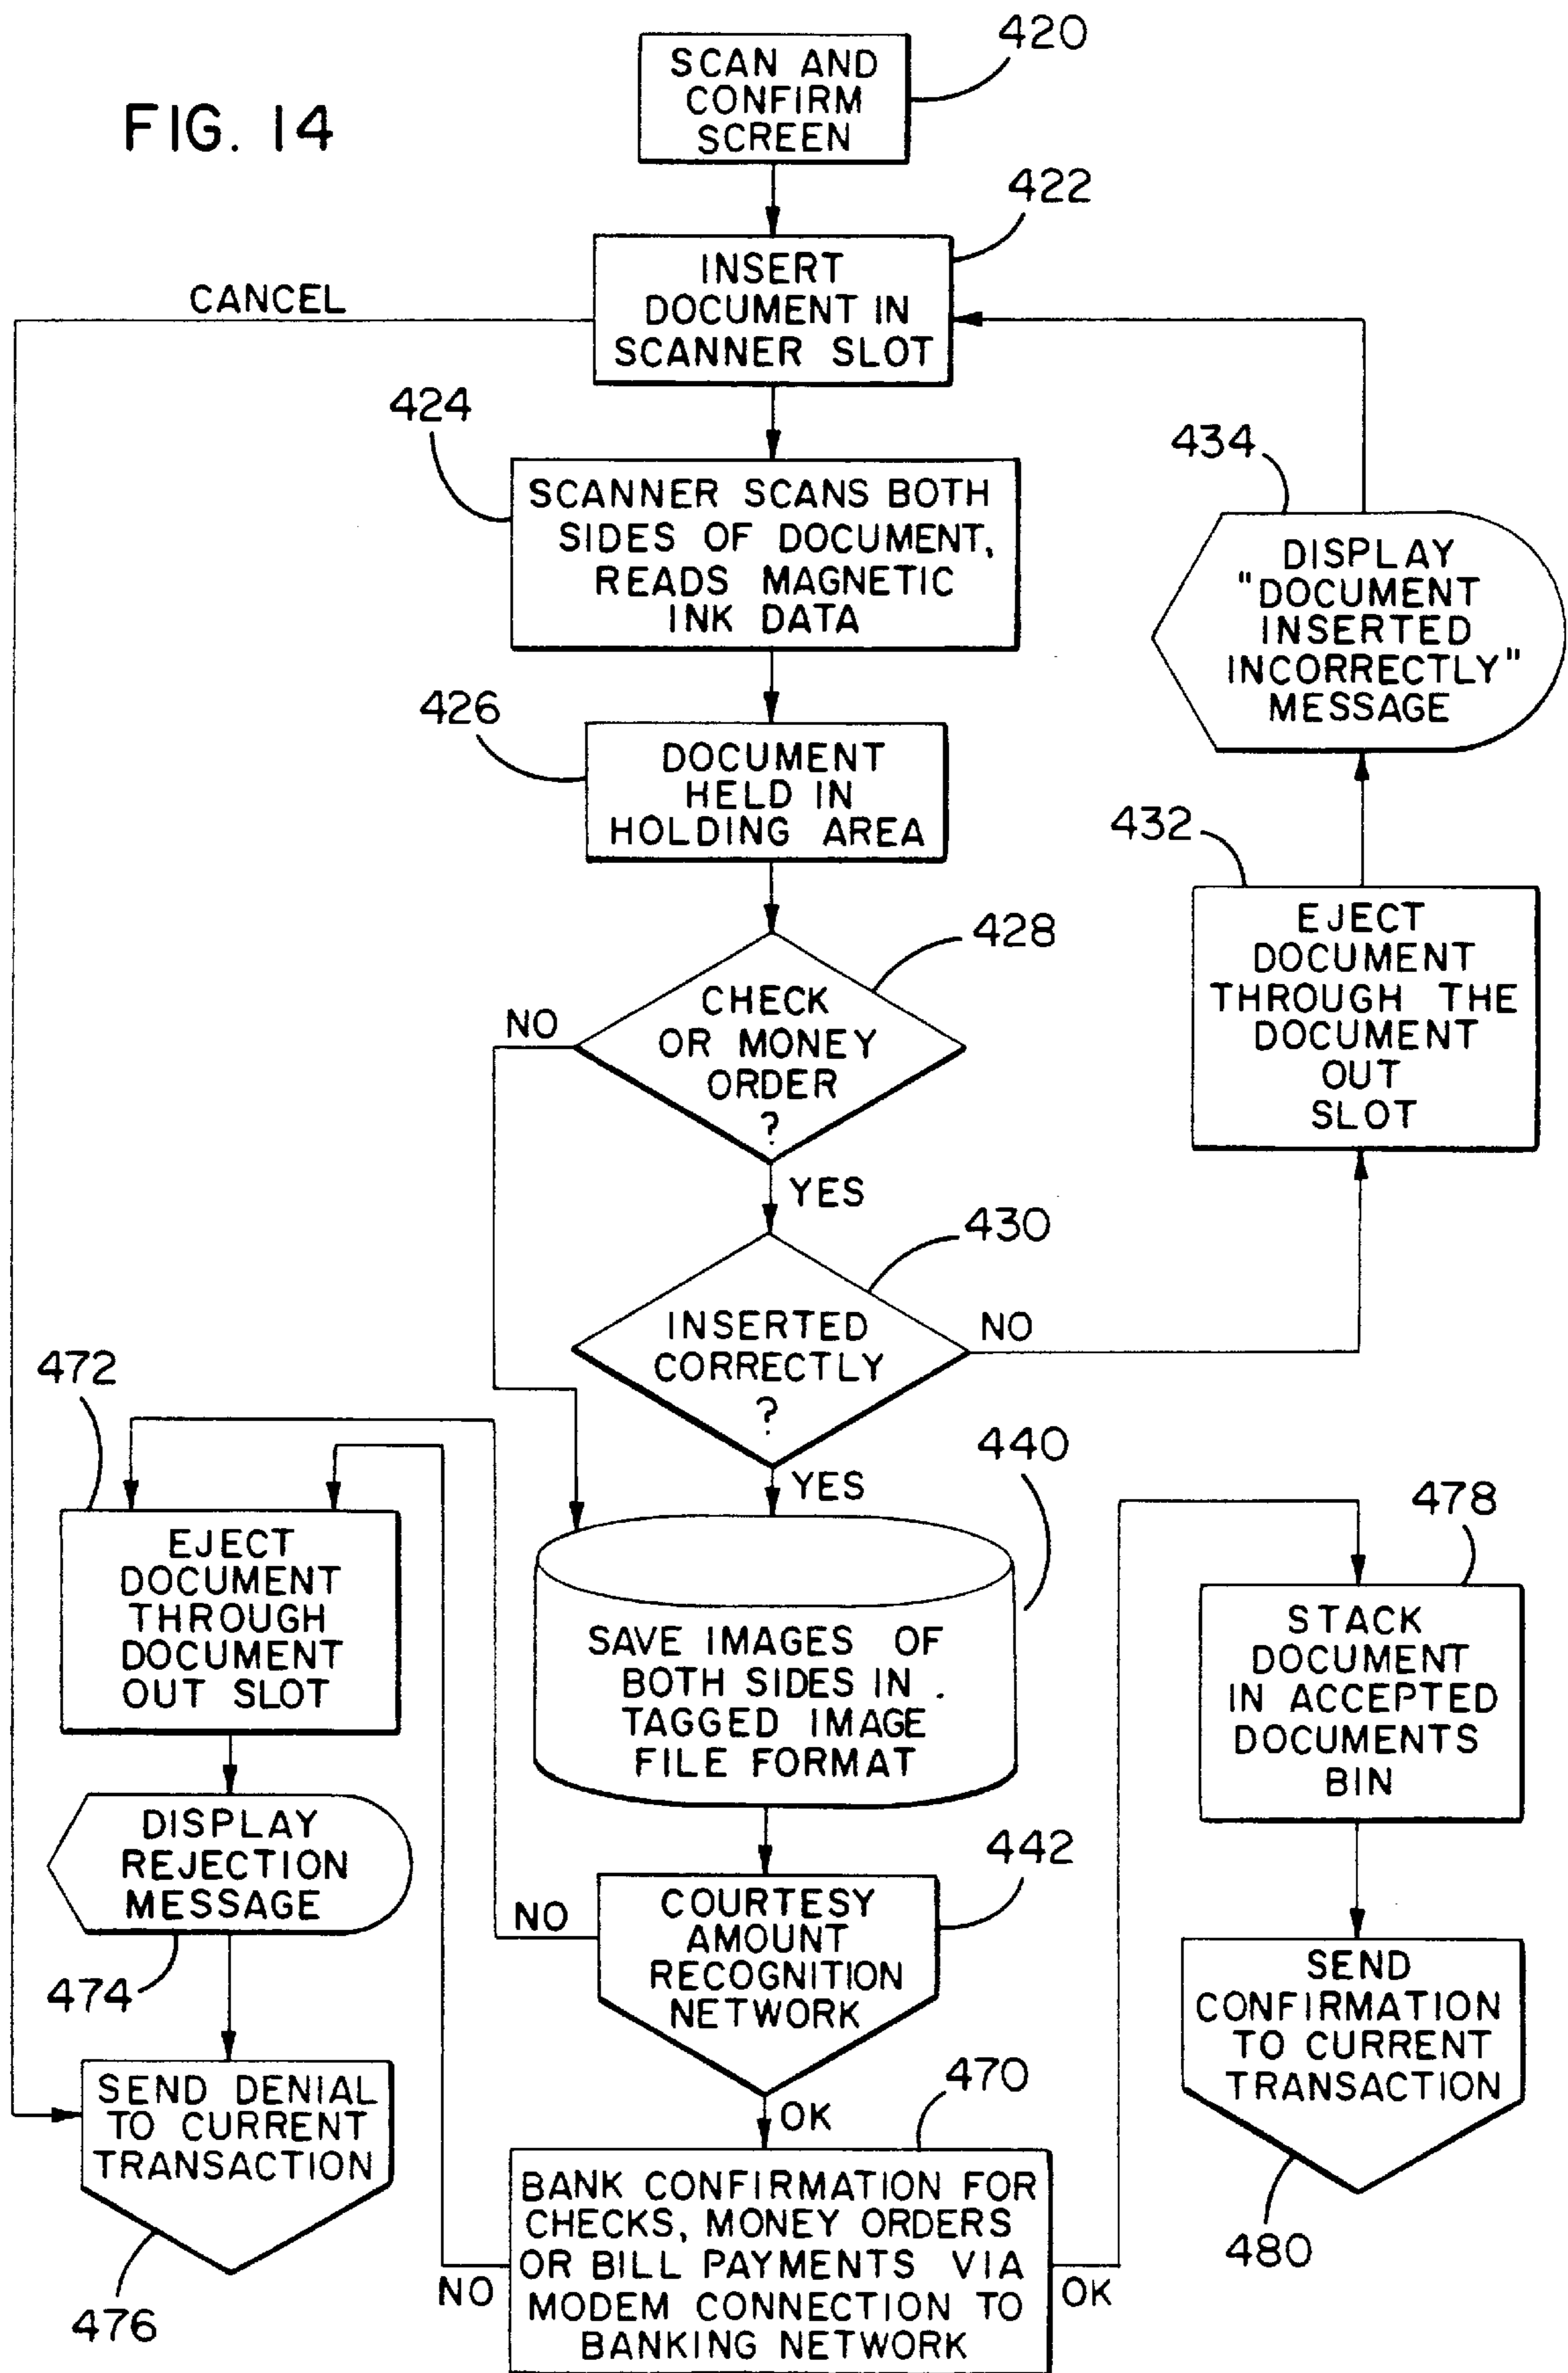 FIG. 14
420
SCAN AND
CONFIRM
SCREEN
422
INSERT
DOCUMENT IN
SCANNER SLOT
CANCEL
424
SCANNER SCANS BOTH
SIDES OF DOCUMENT,
READS MAGNETIC
INK DATA
434
DISPLAY
"DOCUMENT
INSERTED
INCORRECTLY"
MESSAGE
426
DOCUMENT
HELD IN
HOLDING AREA
432
EJECT
DOCUMENT
THROUGH THE
DOCUMENT
OUT
SLOT
428
CHECK
OR MONEY
ORDER
?
NO
YES
430
INSERTED
CORRECTLY
?
NO
YES
472
EJECT
DOCUMENT
THROUGH
DOCUMENT
OUT SLOT
440
SAVE IMAGES OF
BOTH SIDES IN
TAGGED IMAGE
FILE FORMAT
478
STACK
DOCUMENT
IN ACCEPTED
DOCUMENTS
BIN
DISPLAY
REJECTION
MESSAGE
474
442
COURTESY
AMOUNT
RECOGNITION
NETWORK
NO
OK
SEND
CONFIRMATION
TO CURRENT
TRANSACTION
480
SEND DENIAL
TO CURRENT
TRANSACTION
476
470
BANK CONFIRMATION FOR
CHECKS, MONEY ORDERS
OR BILL PAYMENTS VIA
MODEM CONNECTION TO
BANKING NETWORK
NO
OK